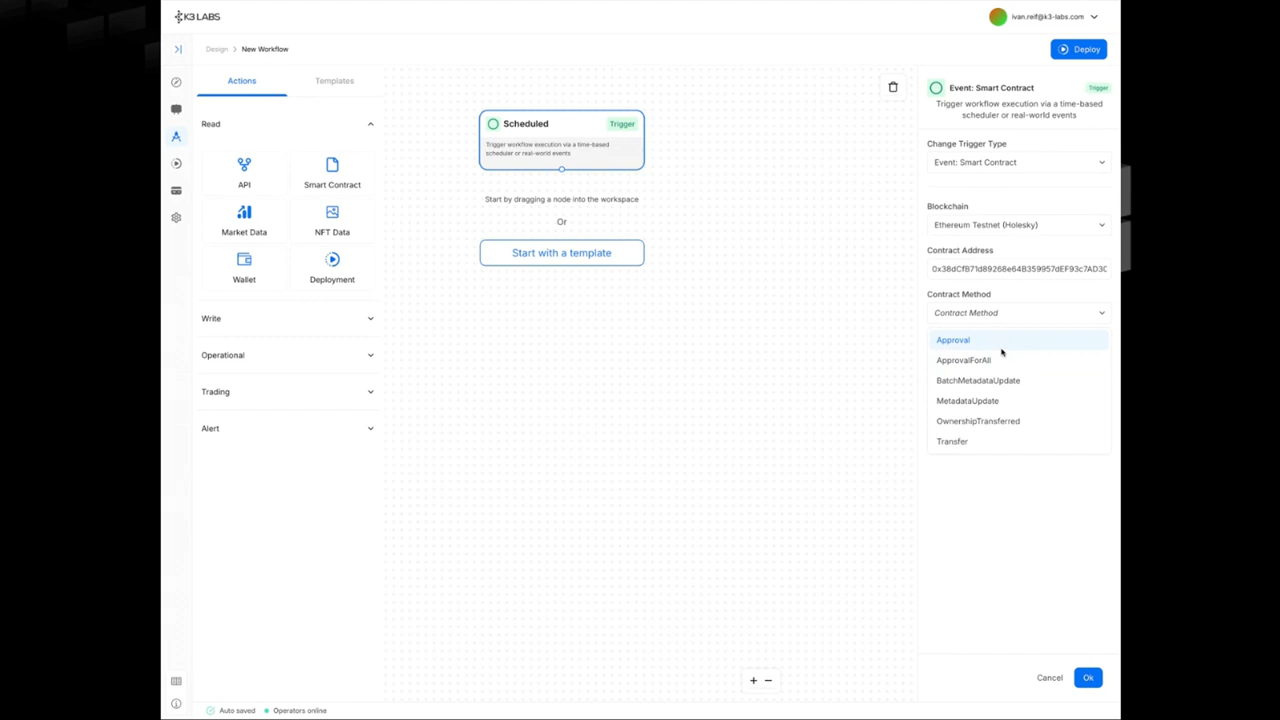 K3 LABS
ivan.reif@k3-labs.com
Design > New Workflow
Deploy
Actions
Templates
Read
API
Smart Contract
Market Data
NFT Data
Wallet
Deployment
Write
Operational
Trading
Alert
Scheduled
Trigger
Trigger workflow execution via a time-based
scheduler or real-world events
Start by dragging a node into the workspace
Or
Start with a template
Event: Smart Contract
Trigger
Trigger workflow execution via a time-based
scheduler or real-world events
Change Trigger Type
Event: Smart Contract
Blockchain
Ethereum Testnet (Holesky)
Contract Address
0x38dCfB71d89268e64B359957dEF93c7AD3C
Contract Method
Contract Method
Approval
ApprovalForAll
BatchMetadataUpdate
MetadataUpdate
OwnershipTransferred
Transfer
Cancel
Ok
Auto saved
Operators online